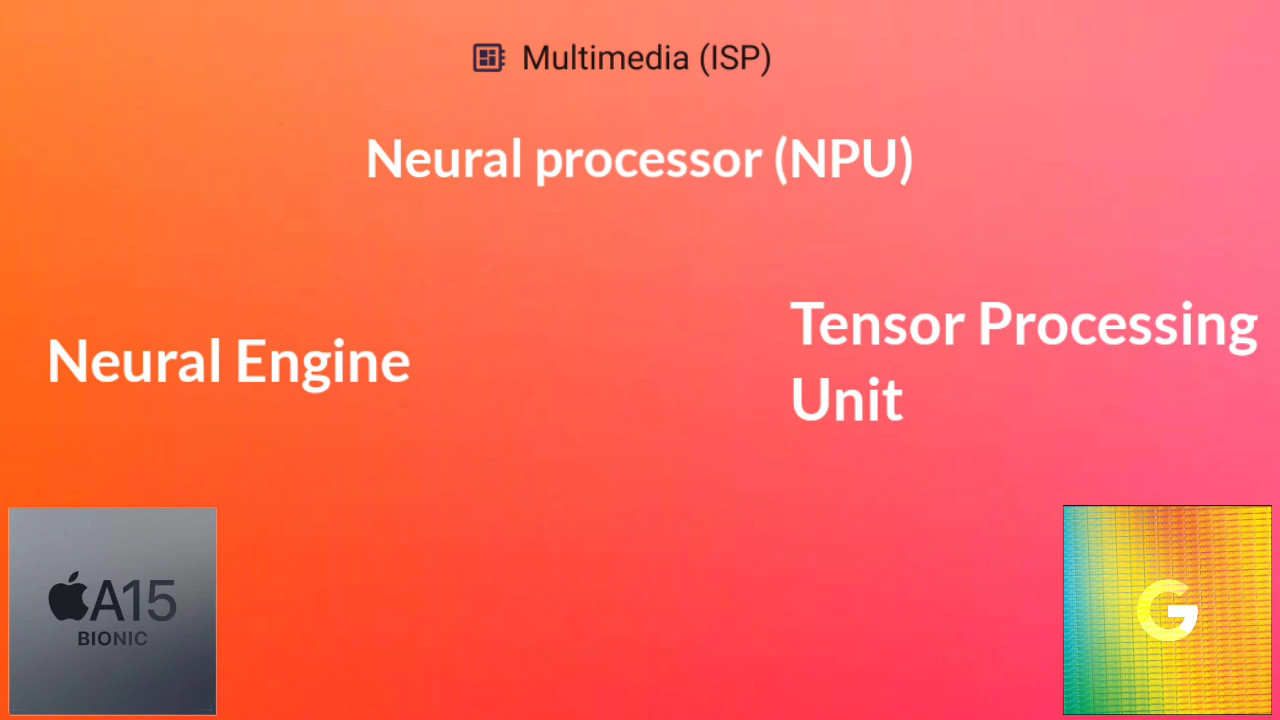 Multimedia (ISP)
Neural processor (NPU)
Neural Engine
Tensor Processing
Unit
A15
BIONIC
G